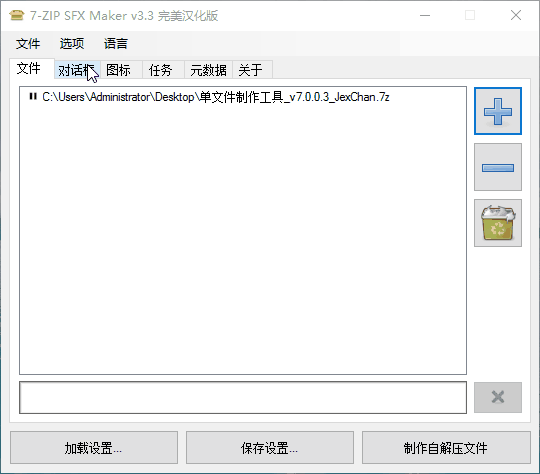 7-ZIP SFX Maker v3.3 完美汉化版
文件 选项 语言
文件 对话框 图标 任务 元数据 关于
C:\Users\Administrator\Desktop\单文件制作工具_v7.0.0.3_JexChan.7z
加载设置... 保存设置... 制作自解压文件